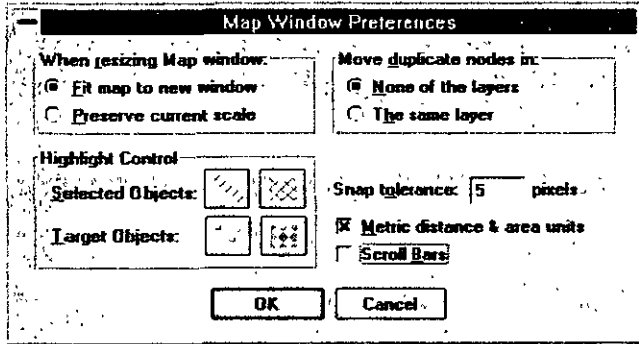 Map Window Preferences
When resizing Map window:
Fit map to new window
Preserve current scale
Move duplicate nodes in:
None of the layers
The same layer
Highlight Control
Selected Objects:
Target Objects:
Snap tolerance: 5 pixels
Metric distance & area units
Scroll Bars
OK
Cancel